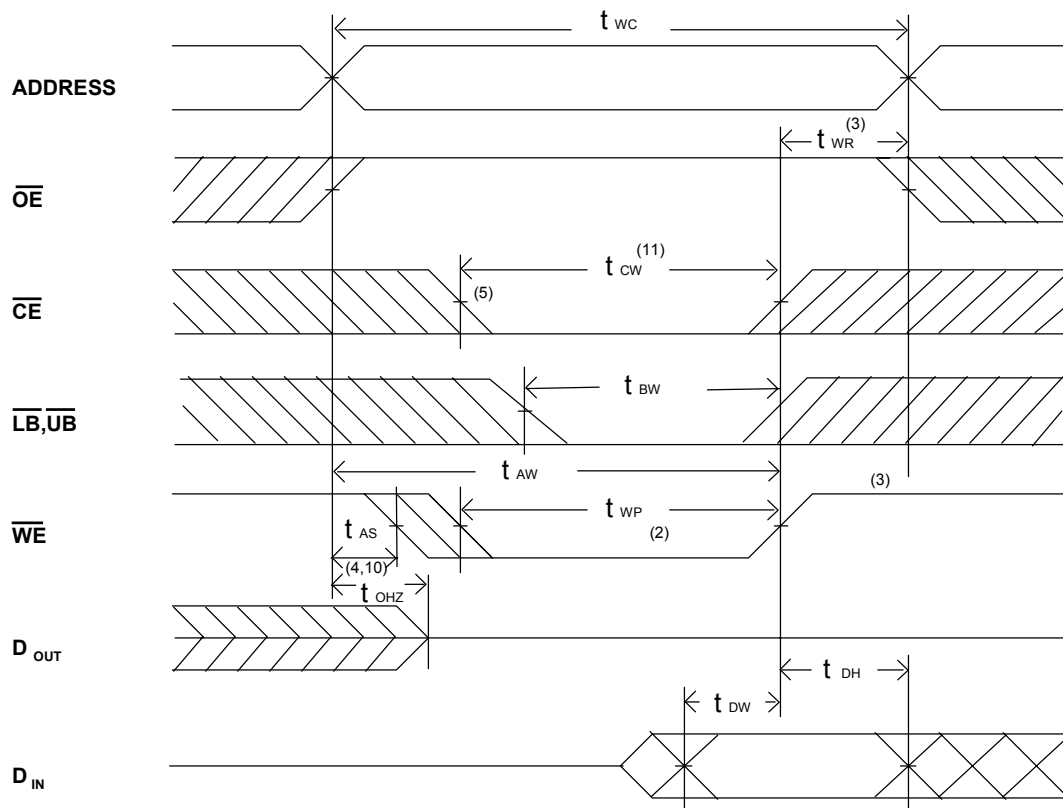 t WC
ADDRESS
t WR (3)
OE
t CW (11)
(5)
CE
t BW
LB,UB
t AW
(3)
t WP
(2)
WE
t AS
(4,10)
t OHZ
D OUT
t DH
t DW
D IN